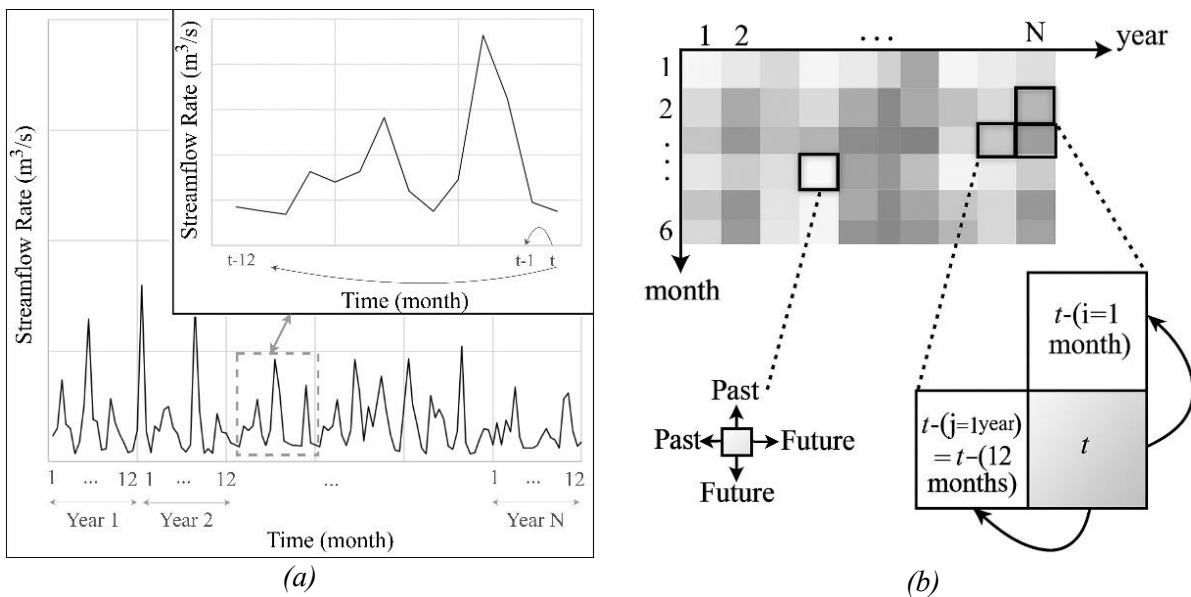 Streamflow Rate (m³/s)
Streamflow Rate (m³/s)
t-12
t-1
t
Time (month)
1 ... 12 1 ... 12 ... 1 ... 12
Year 1
Year 2
Year N
Time (month)
(a)
1 2 ... N year
1
2
.
.
.
6
month
t-(i=1
month)
t-(j=1year)
= t-(12
months)
t
Past
Past
Future
Future
(b)